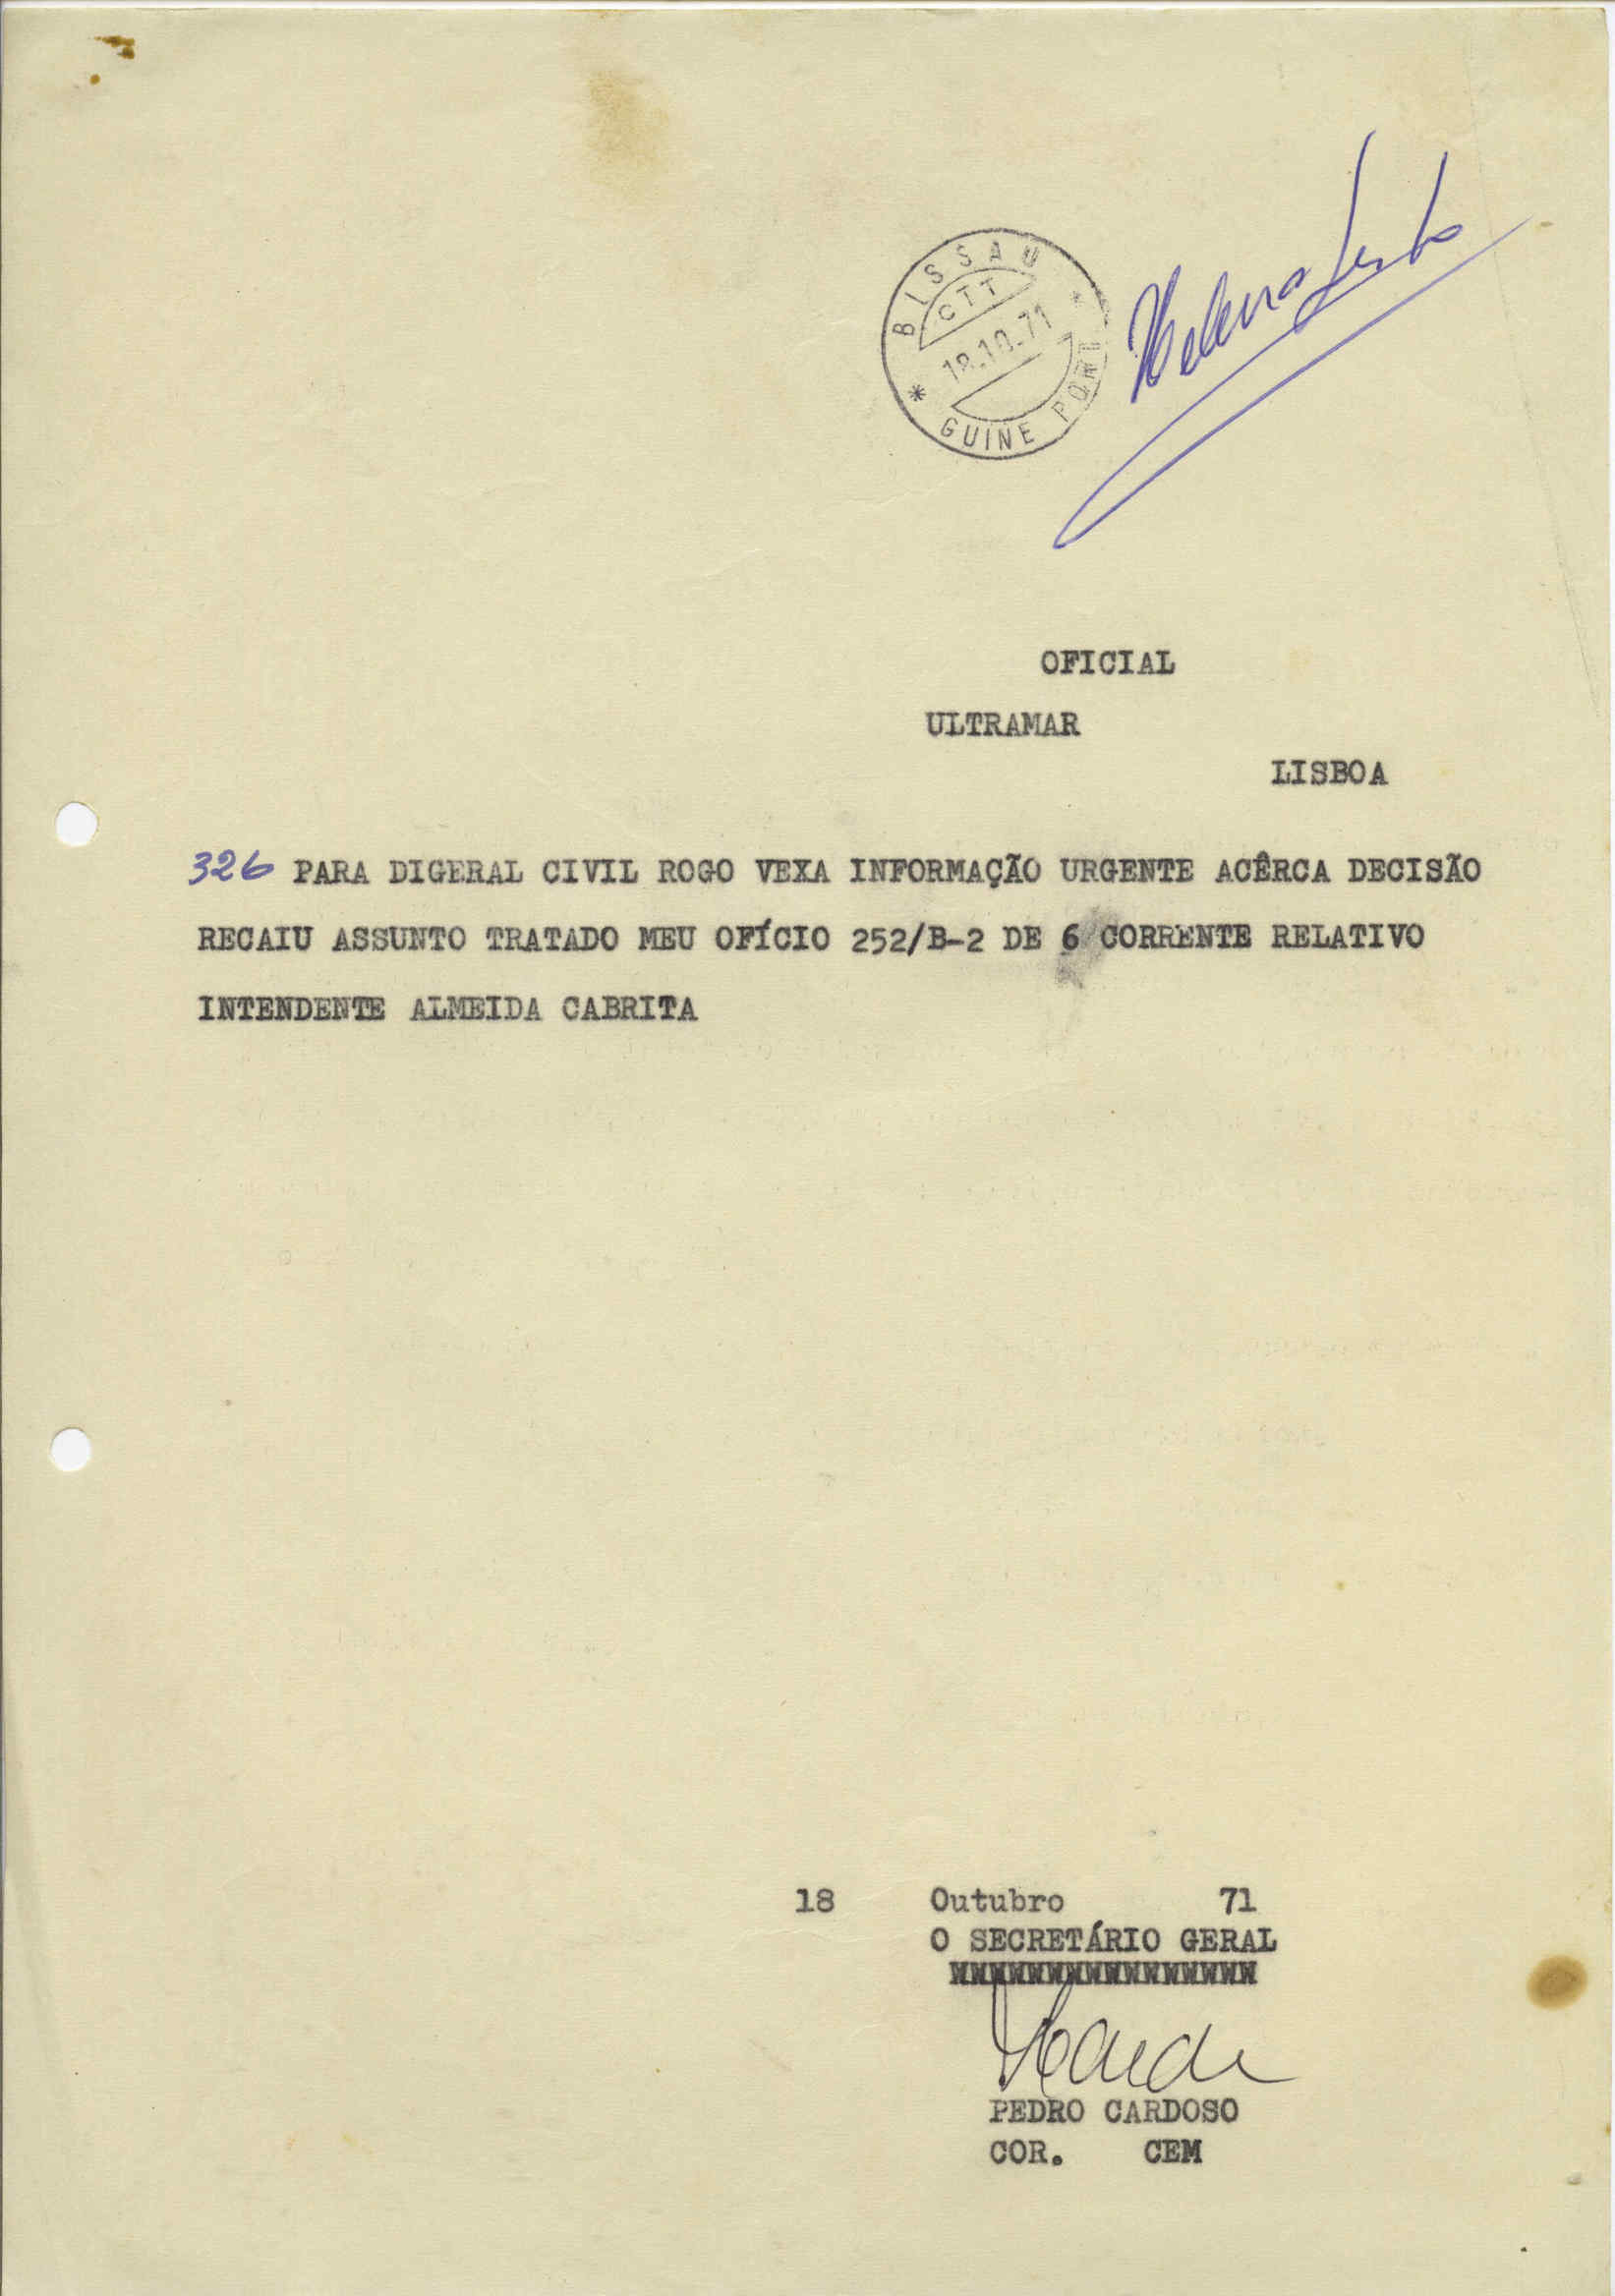 BISSAU
CTT
18.10.71
GUINE PORT
OFICIAL
ULTRAMAR
LISBOA
326 PARA DIGERAL CIVIL ROGO VEXA INFORMAÇÃO URGENTE ACÊRCA DECISÃO
RECAIU ASSUNTO TRATADO MEU OFÍCIO 252/B-2 DE 6 CORRENTE RELATIVO
INTENDENTE ALMEIDA CABRITA
18 Outubro 71
O SECRETÁRIO GERAL
PEDRO CARDOSO
COR. CEM